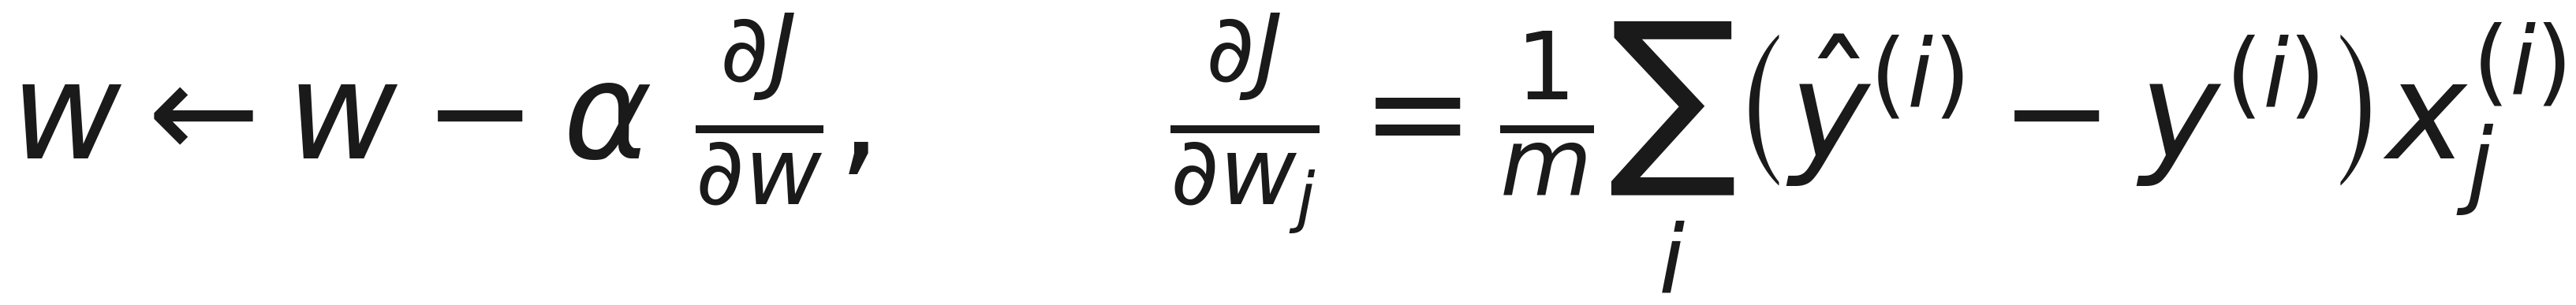 w ← w − α ∂J/∂w ,    ∂J/∂w_j = 1/m ∑_i (ŷ^(i) − y^(i)) x_j^(i)